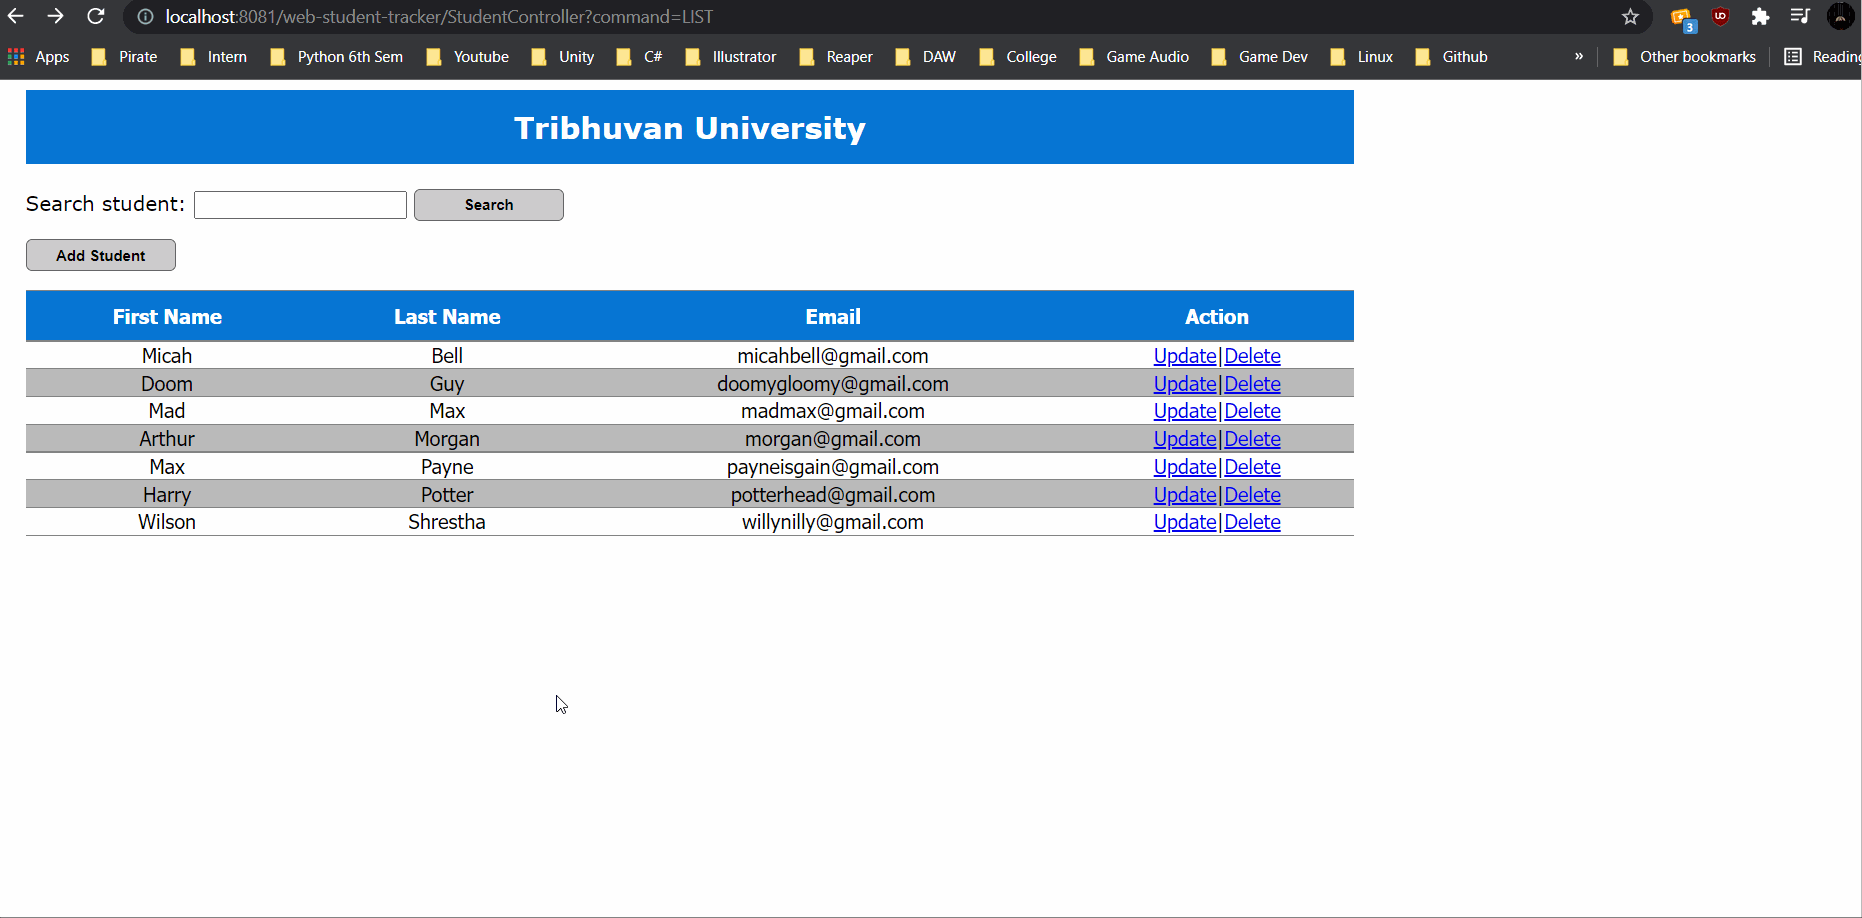 localhost:8081/web-student-tracker/StudentController?command=LIST
UD
3
Apps Pirate Intern Python 6th Sem Youtube Unity C# Illustrator Reaper DAW College Game Audio Game Dev Linux Github » Other bookmarks Reading
Tribhuvan University
Search student: Search
Add Student
First Name Last Name Email Action
Micah Bell micahbell@gmail.com Update|Delete
Doom Guy doomygloomy@gmail.com Update|Delete
Mad Max madmax@gmail.com Update|Delete
Arthur Morgan morgan@gmail.com Update|Delete
Max Payne payneisgain@gmail.com Update|Delete
Harry Potter potterhead@gmail.com Update|Delete
Wilson Shrestha willynilly@gmail.com Update|Delete